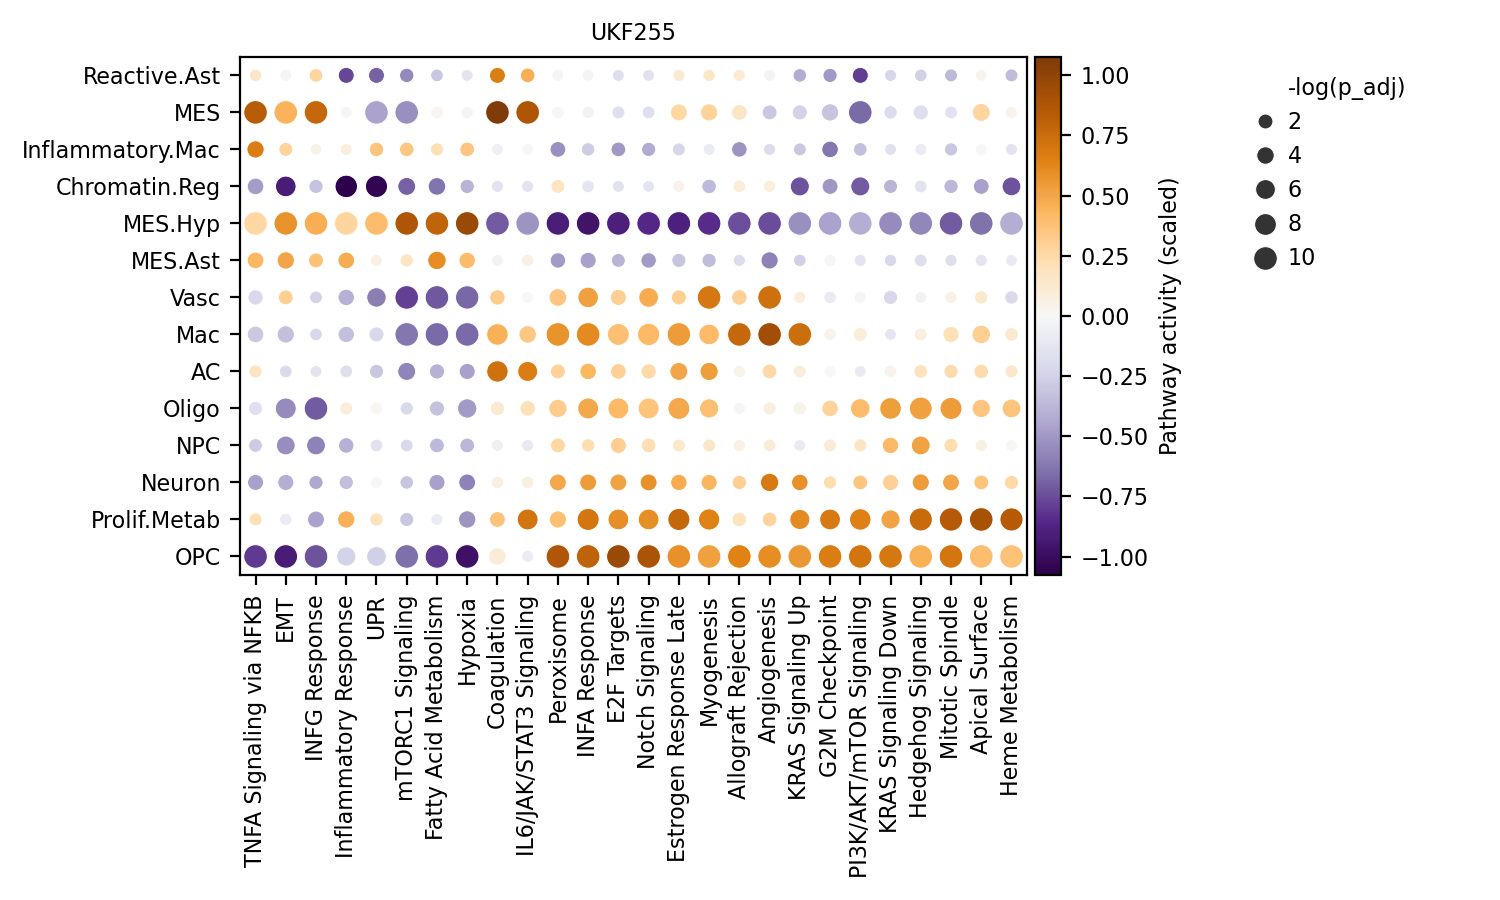 UKF255
Reactive.Ast
MES
Inflammatory.Mac
Chromatin.Reg
MES.Hyp
MES.Ast
Vasc
Mac
AC
Oligo
NPC
Neuron
Prolif.Metab
OPC
TNFA Signaling via NFKB
EMT
INFG Response
Inflammatory Response
UPR
mTORC1 Signaling
Fatty Acid Metabolism
Hypoxia
Coagulation
IL6/JAK/STAT3 Signaling
Peroxisome
INFA Response
E2F Targets
Notch Signaling
Estrogen Response Late
Myogenesis
Allograft Rejection
Angiogenesis
KRAS Signaling Up
G2M Checkpoint
PI3K/AKT/mTOR Signaling
KRAS Signaling Down
Hedgehog Signaling
Mitotic Spindle
Apical Surface
Heme Metabolism
1.00
0.75
0.50
0.25
0.00
−0.25
−0.50
−0.75
−1.00
Pathway activity (scaled)
-log(p_adj)
2
4
6
8
10